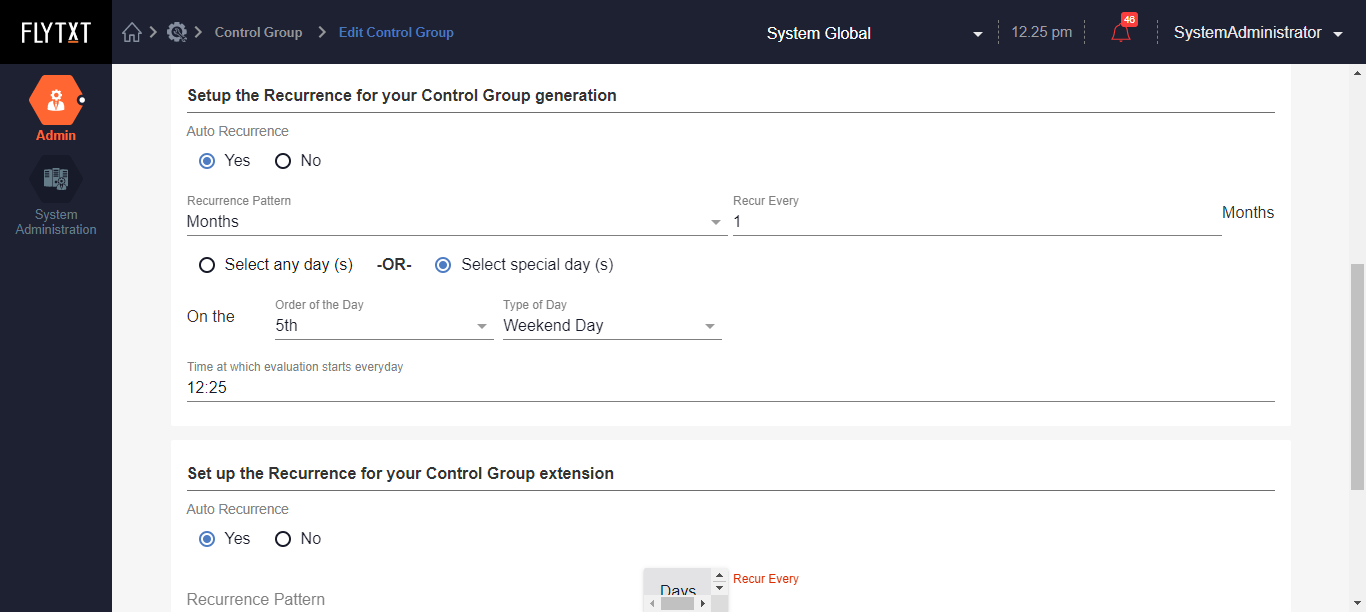 FLYTXT
Control Group
Edit Control Group
System Global
12.25 pm
46
SystemAdministrator
Admin
System
Administration
Setup the Recurrence for your Control Group generation
Auto Recurrence
Yes No
Recurrence Pattern Recur Every
Months 1 Months
Select any day (s) -OR- Select special day (s)
Order of the Day Type of Day
On the 5th Weekend Day
Time at which evaluation starts everyday
12:25
Set up the Recurrence for your Control Group extension
Auto Recurrence
Yes No
Recur Every
Recurrence Pattern Days